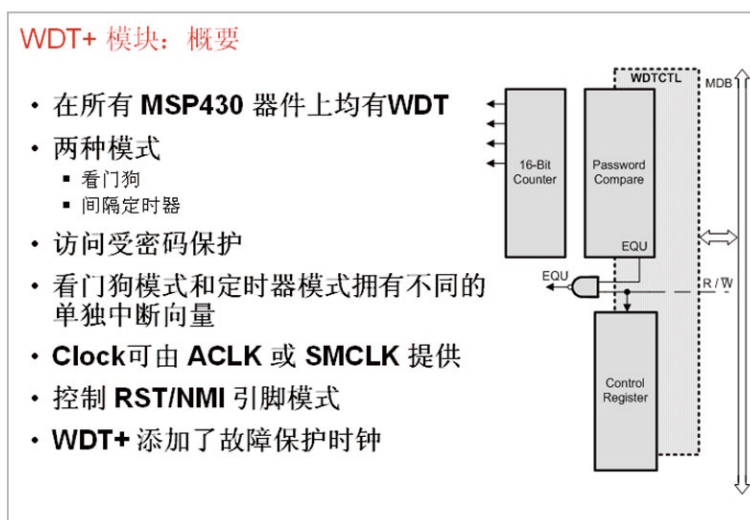 WDT+ 模块：概要
• 在所有 MSP430 器件上均有WDT
• 两种模式
▪ 看门狗
▪ 间隔定时器
• 访问受密码保护
• 看门狗模式和定时器模式拥有不同的
单独中断向量
• Clock可由 ACLK 或 SMCLK 提供
• 控制 RST/NMI 引脚模式
• WDT+ 添加了故障保护时钟
WDTCTL
MDB
16-Bit
Counter
Password
Compare
EQU
EQU
R / W̅
Control
Register